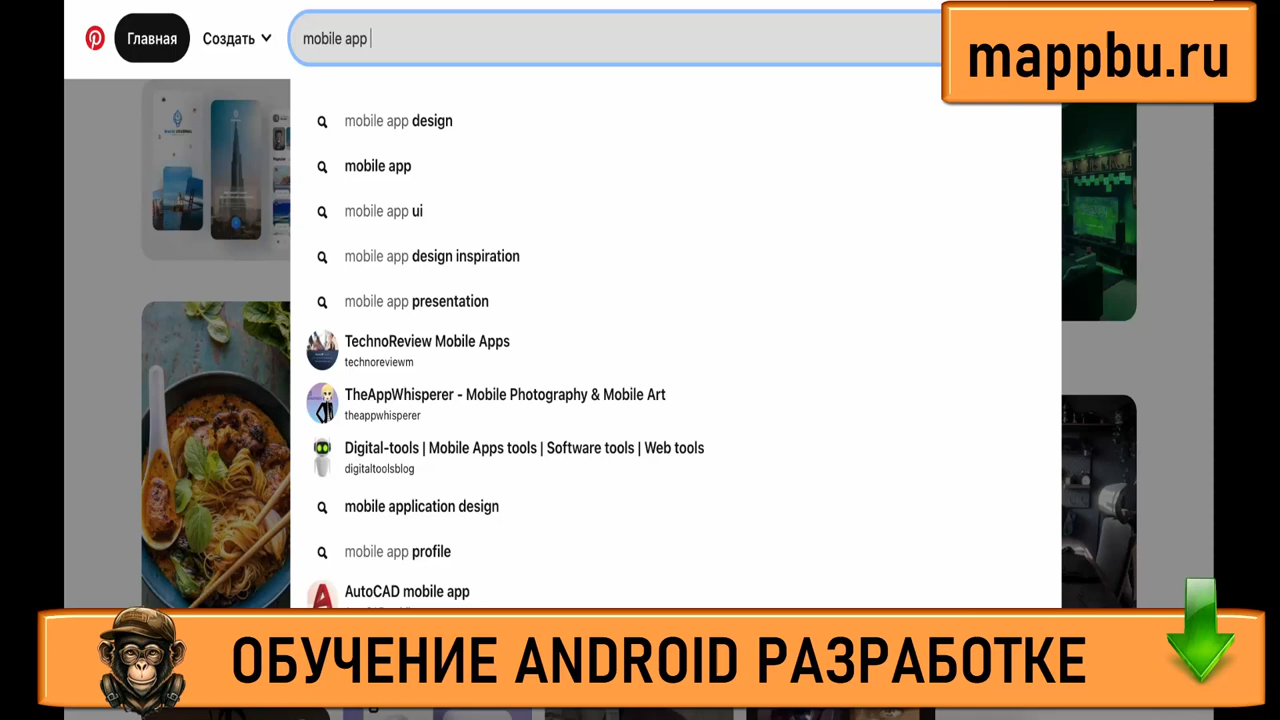 Главная
Создать
mobile app
mappbu.ru
mobile app design
mobile app
mobile app ui
mobile app design inspiration
mobile app presentation
TechnoReview Mobile Apps
technoreviewm
TheAppWhisperer - Mobile Photography & Mobile Art
theappwhisperer
Digital-tools | Mobile Apps tools | Software tools | Web tools
digitaltoolsblog
mobile application design
mobile app profile
AutoCAD mobile app
ОБУЧЕНИЕ ANDROID РАЗРАБОТКЕ